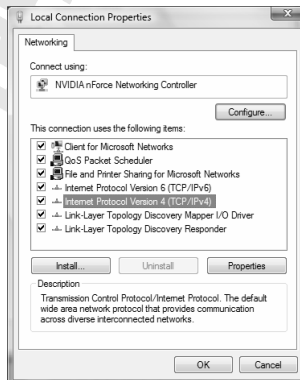 Local Connection Properties
Networking
Connect using:
NVIDIA nForce Networking Controller
Configure...
This connection uses the following items:
Client for Microsoft Networks
QoS Packet Scheduler
File and Printer Sharing for Microsoft Networks
Internet Protocol Version 6 (TCP/IPv6)
Internet Protocol Version 4 (TCP/IPv4)
Link-Layer Topology Discovery Mapper I/O Driver
Link-Layer Topology Discovery Responder
Install...
Uninstall
Properties
Description
Transmission Control Protocol/Internet Protocol. The default
wide area network protocol that provides communication
across diverse interconnected networks.
OK
Cancel